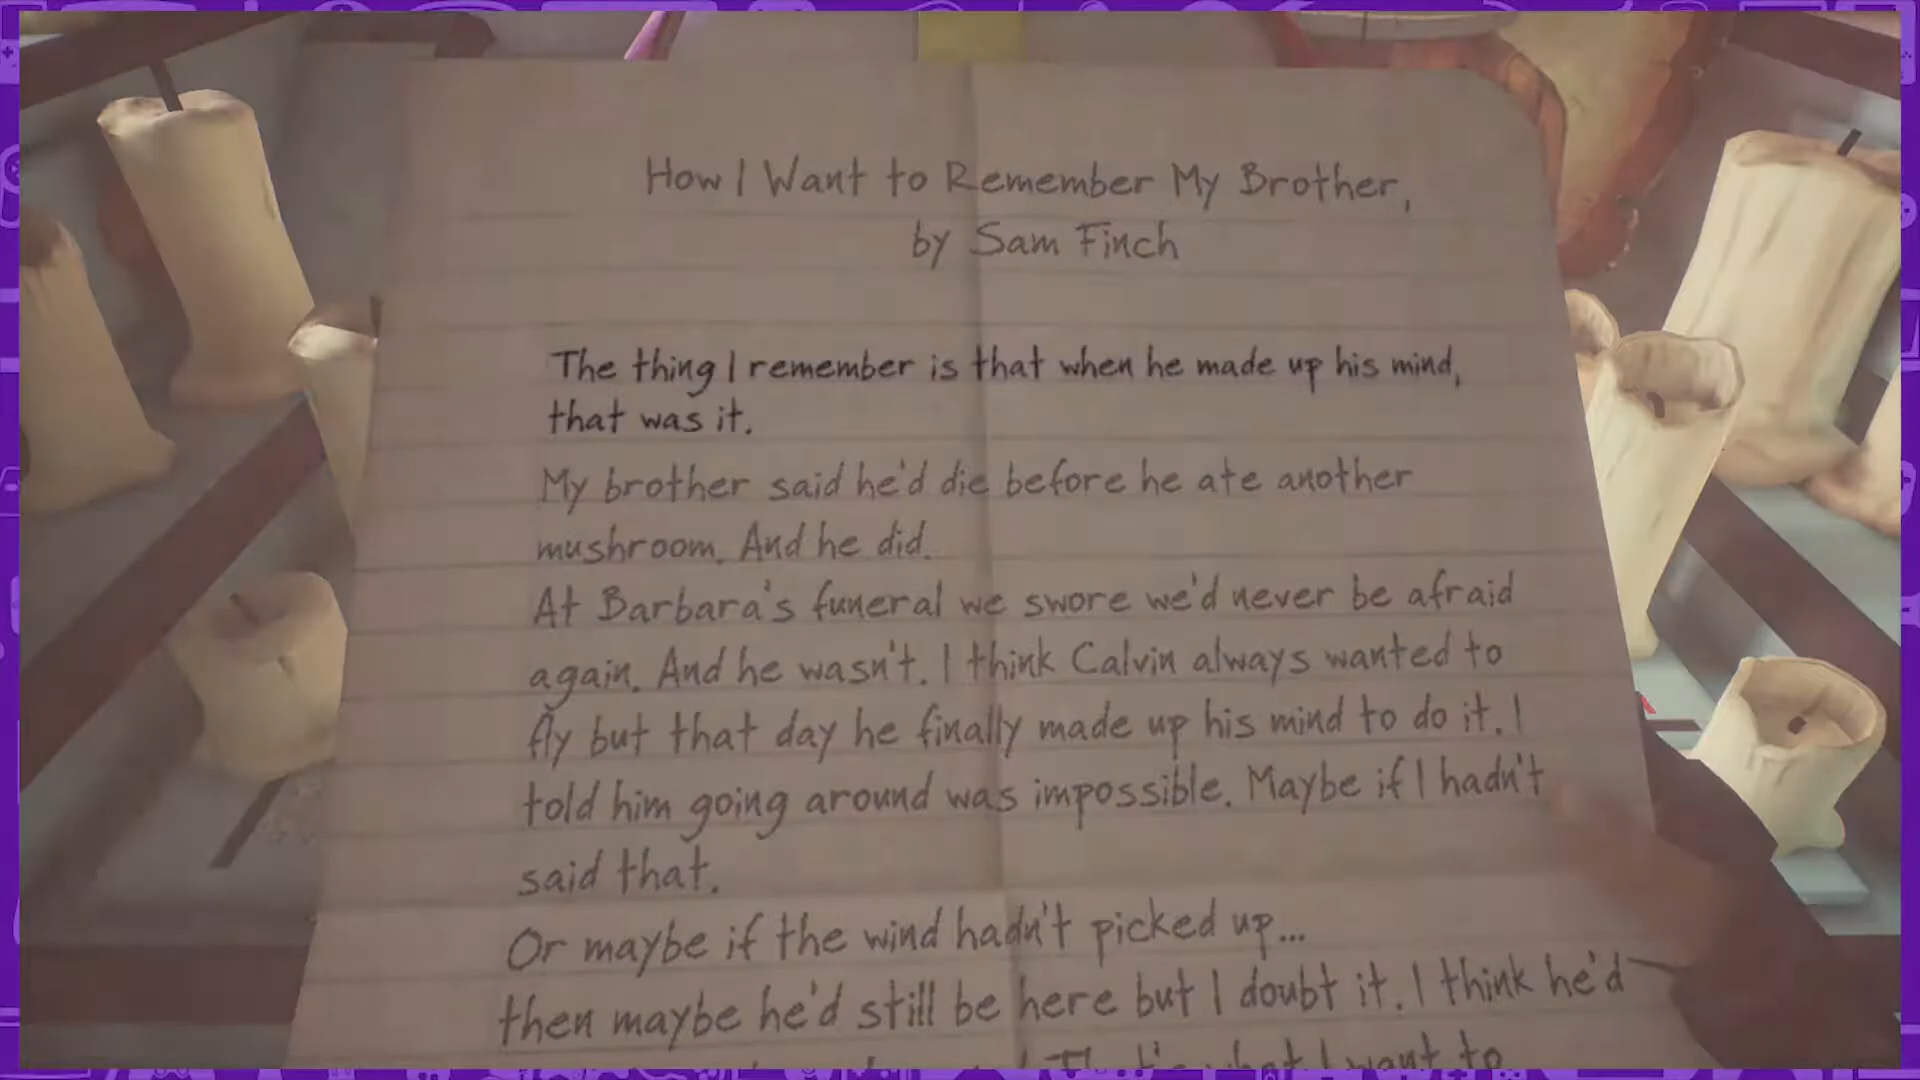 How I Want to Remember My Brother,
by Sam Finch
The thing I remember is that when he made up his mind,
that was it.
My brother said he'd die before he ate another
mushroom. And he did.
At Barbara's funeral we swore we'd never be afraid
again. And he wasn't. I think Calvin always wanted to
fly but that day he finally made up his mind to do it. I
told him going around was impossible. Maybe if I hadn't
said that.
Or maybe if the wind hadn't picked up...
then maybe he'd still be here but I doubt it. I think he'd
That's what I want to